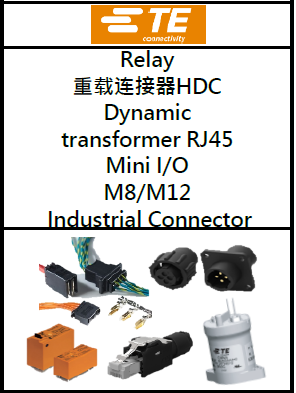 TE
connectivity
Relay
重载连接器HDC
Dynamic
transformer RJ45
Mini I/O
M8/M12
Industrial Connector
TE